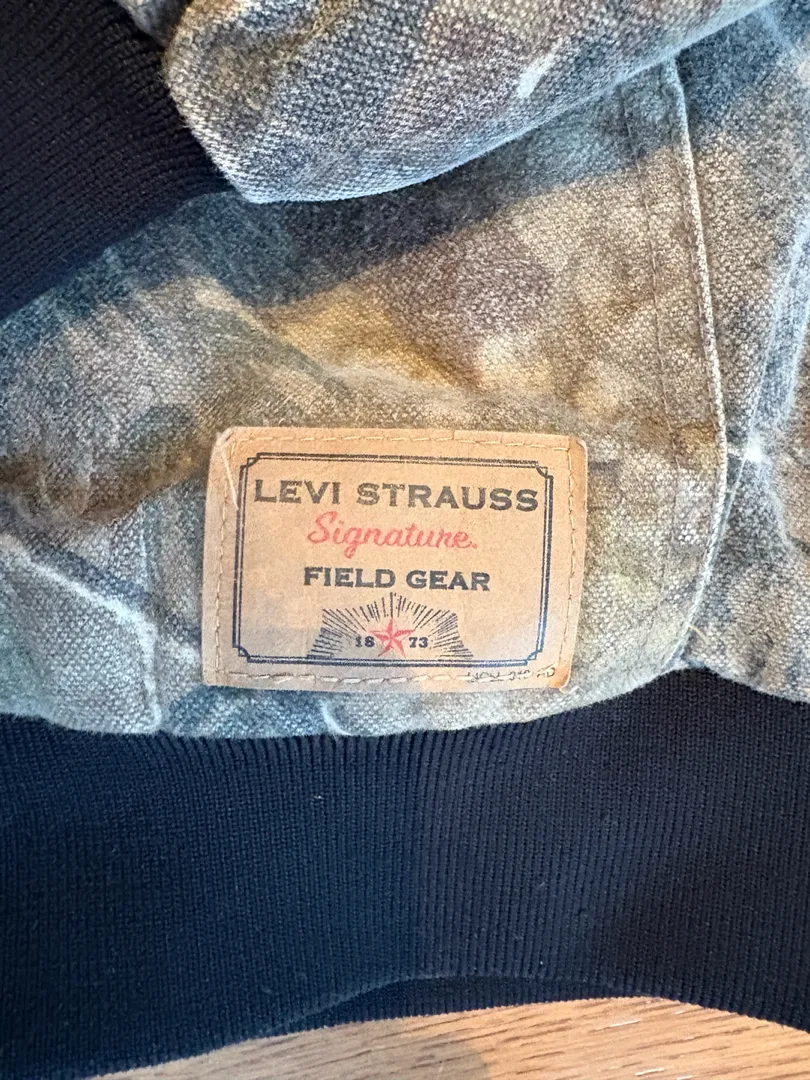 LEVI STRAUSS
Signature.
FIELD GEAR
18 73